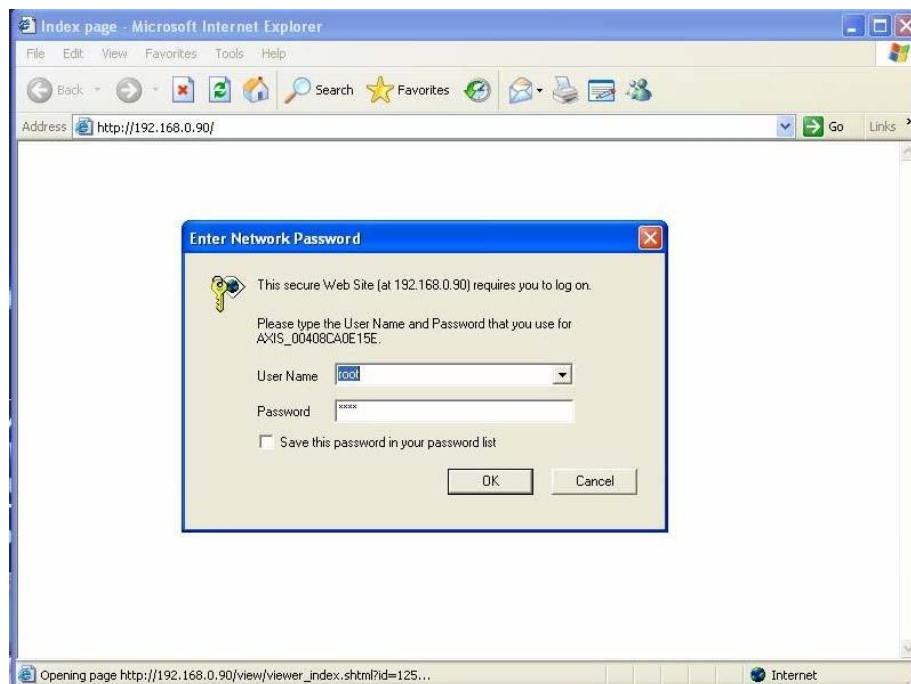 Index page - Microsoft Internet Explorer
File Edit View Favorites Tools Help
Back Search Favorites
Address http://192.168.0.90/ Go Links
Enter Network Password
This secure Web Site (at 192.168.0.90) requires you to log on.
Please type the User Name and Password that you use for
AXIS_00408CA0E15E.
User Name root
Password ××××
Save this password in your password list
OK Cancel
Opening page http://192.168.0.90/view/viewer_index.shtml?id=125... Internet